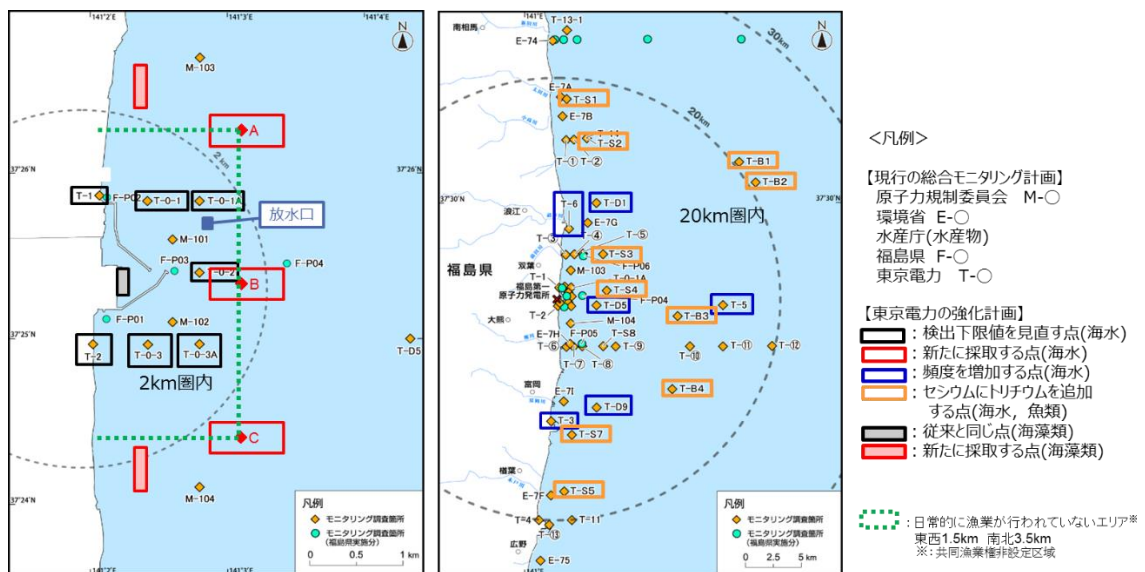 141°2'E
141°3'E
141°4'E
N
M-103
A
2 km
37°26'N
T-1
F-P02
T-0-1
T-0-1A
放水口
M-101
F-P03
T-0-2
F-P04
B
F-P01
M-102
37°25'N
T-2
T-0-3
T-0-3A
T-D5
2km圏内
C
37°24'N
M-104
凡例
モニタリング調査箇所
モニタリング調査箇所
(福島県実施分)
0 0.5 1
km
141°2'E
141°3'E
141°E
N
南相馬
T-13-1
E-74
30km
20km
E-7A
T-S1
E-7B
T-S2
T-①
T-②
T-B1
T-B2
37°30'N
浪江
T-6
T-D1
20km圏内
E-7G
T-④
T-⑤
T-③
T-S3
双葉
F-P06
福島県
M-103
T-1
T-0-1A
福島第一
原子力発電所
T-S4
F-P04
T-2
T-D5
T-5
T-B3
大熊
M-104
E-7H
F-P05
T-S8
T-⑥
T-⑦
T-⑧
T-⑨
T-⑩
T-⑪
T-⑫
富岡
T-B4
E-7I
T-D9
T-3
T-S7
楢葉
E-7F
T-S5
T-4
T-11
T-⑬
広野
E-75
141°E
凡例
モニタリング調査箇所
モニタリング調査箇所
(福島県実施分)
0 2.5 5
km
<凡例>
【現行の総合モニタリング計画】
原子力規制委員会 M-○
環境省 E-○
水産庁(水産物)
福島県 F-○
東京電力 T-○
【東京電力の強化計画】
：検出下限値を見直す点(海水)
：新たに採取する点(海水)
：頻度を増加する点(海水)
：セシウムにトリチウムを追加
する点(海水，魚類)
：従来と同じ点(海藻類)
：新たに採取する点(海藻類)
：日常的に漁業が行われていないエリア※
東西1.5km 南北3.5km
※：共同漁業権非設定区域